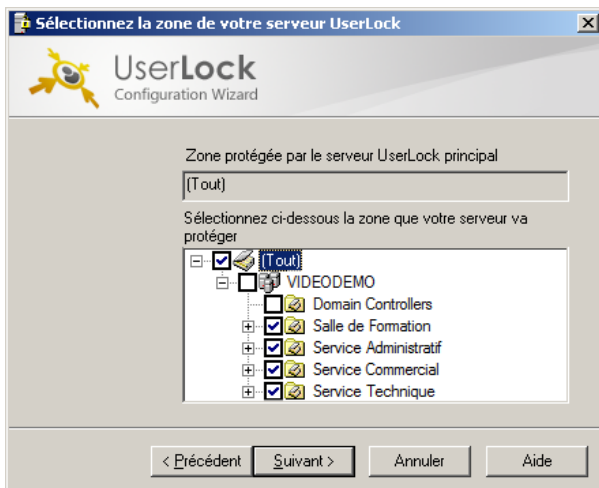 Sélectionnez la zone de votre serveur UserLock
UserLock
Configuration Wizard
Zone protégée par le serveur UserLock principal
(Tout)
Sélectionnez ci-dessous la zone que votre serveur va
protéger
(Tout)
VIDEODEMO
Domain Controllers
Salle de Formation
Service Administratif
Service Commercial
Service Technique
< Précédent Suivant > Annuler Aide